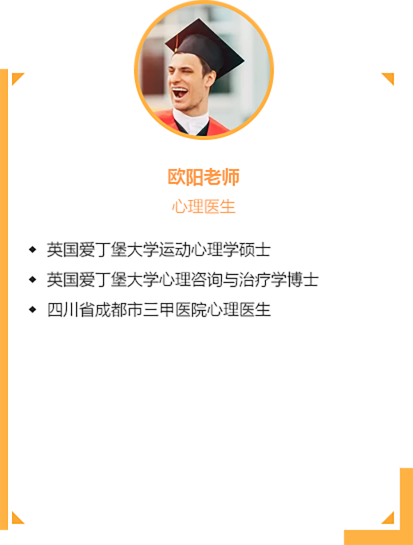 欧阳老师
心理医生
英国爱丁堡大学运动心理学硕士
英国爱丁堡大学心理咨询与治疗学博士
四川省成都市三甲医院心理医生